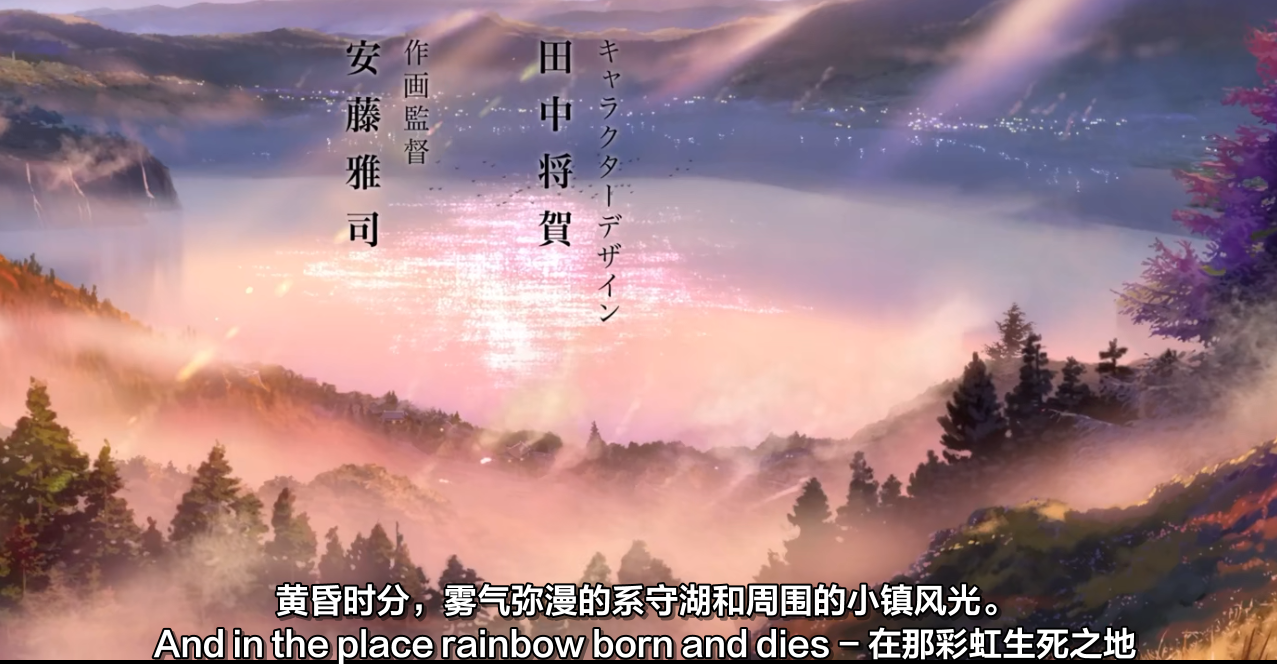 キャラクターデザイン
田中将賀
作画監督
安藤雅司
黄昏时分，雾气弥漫的系守湖和周围的小镇风光。
And in the place rainbow born and dies – 在那彩虹生死之地